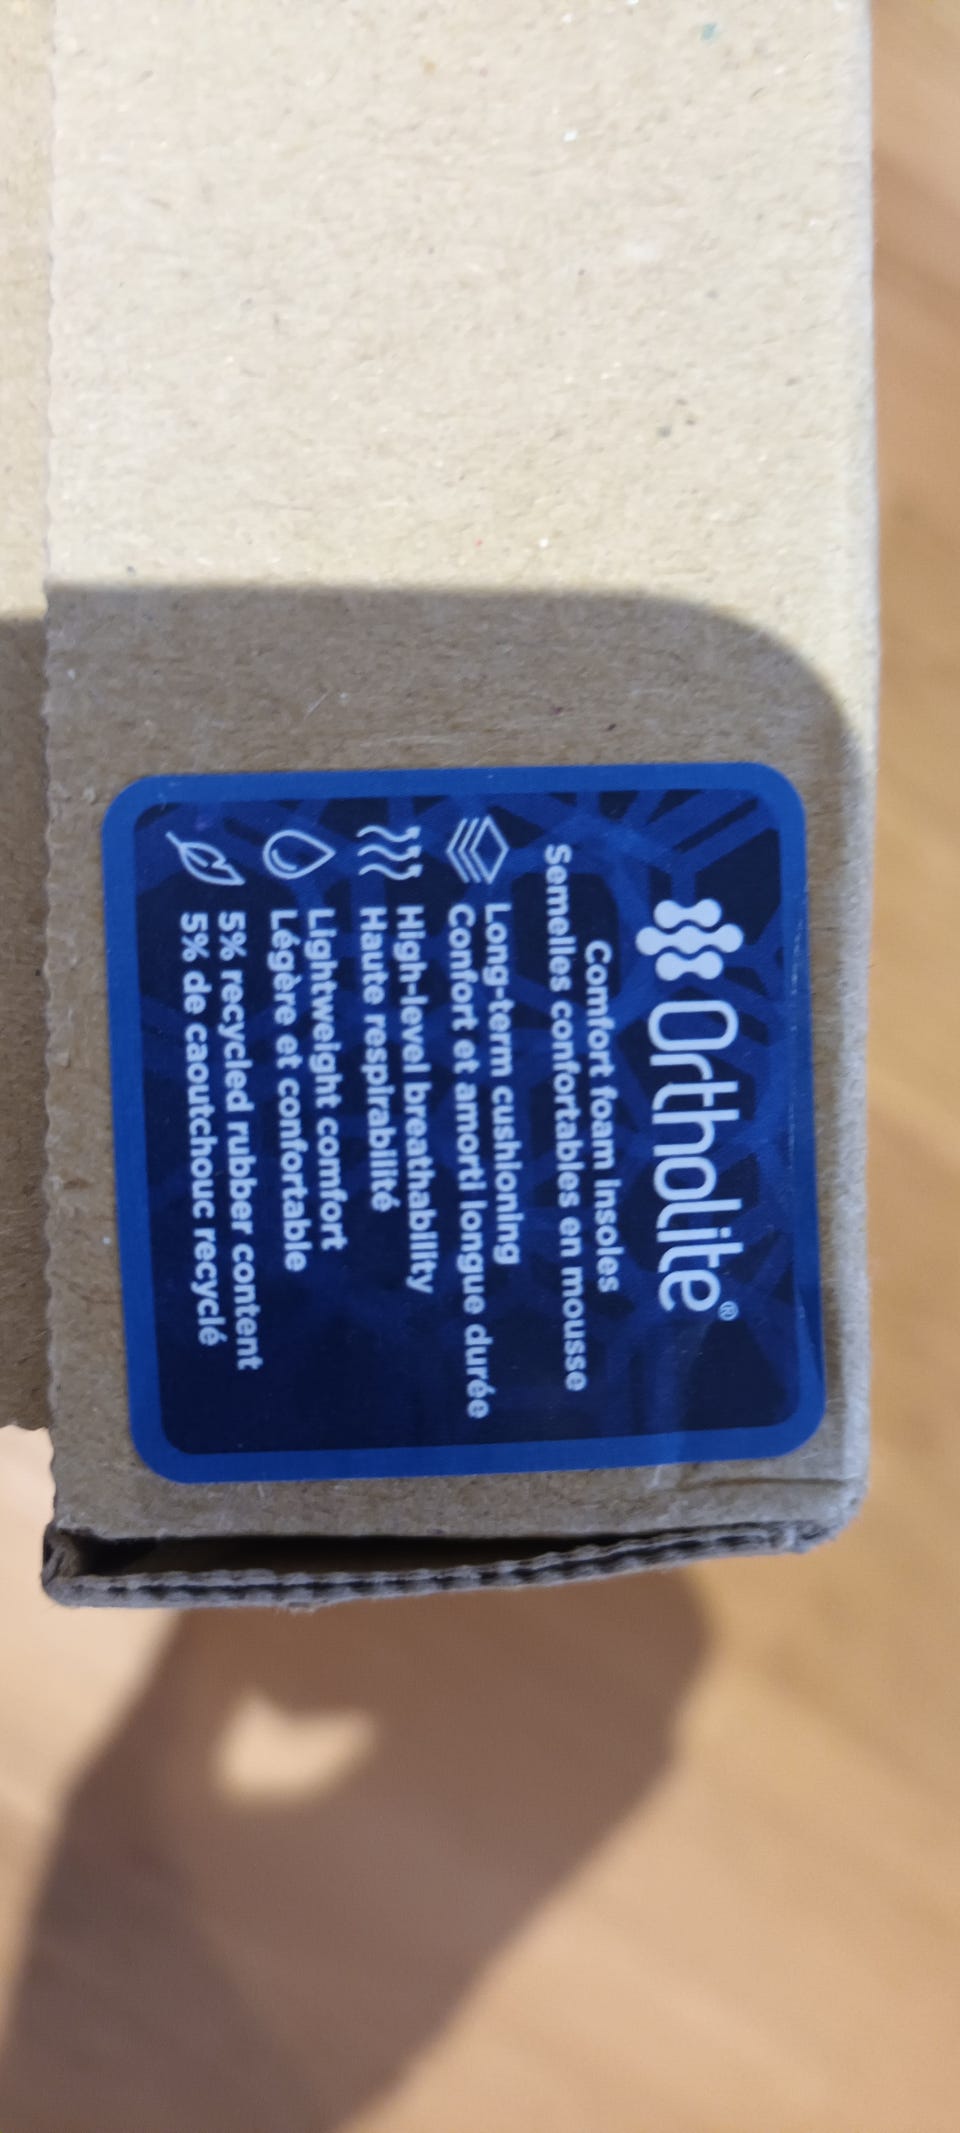 Ortholite®
Comfort foam insoles
Semelles confortables en mousse
Long-term cushioning
Confort et amorti longue durée
High-level breathability
Haute respirabilité
Lightweight comfort
Légère et confortable
5% recycled rubber content
5% de caoutchouc recyclé